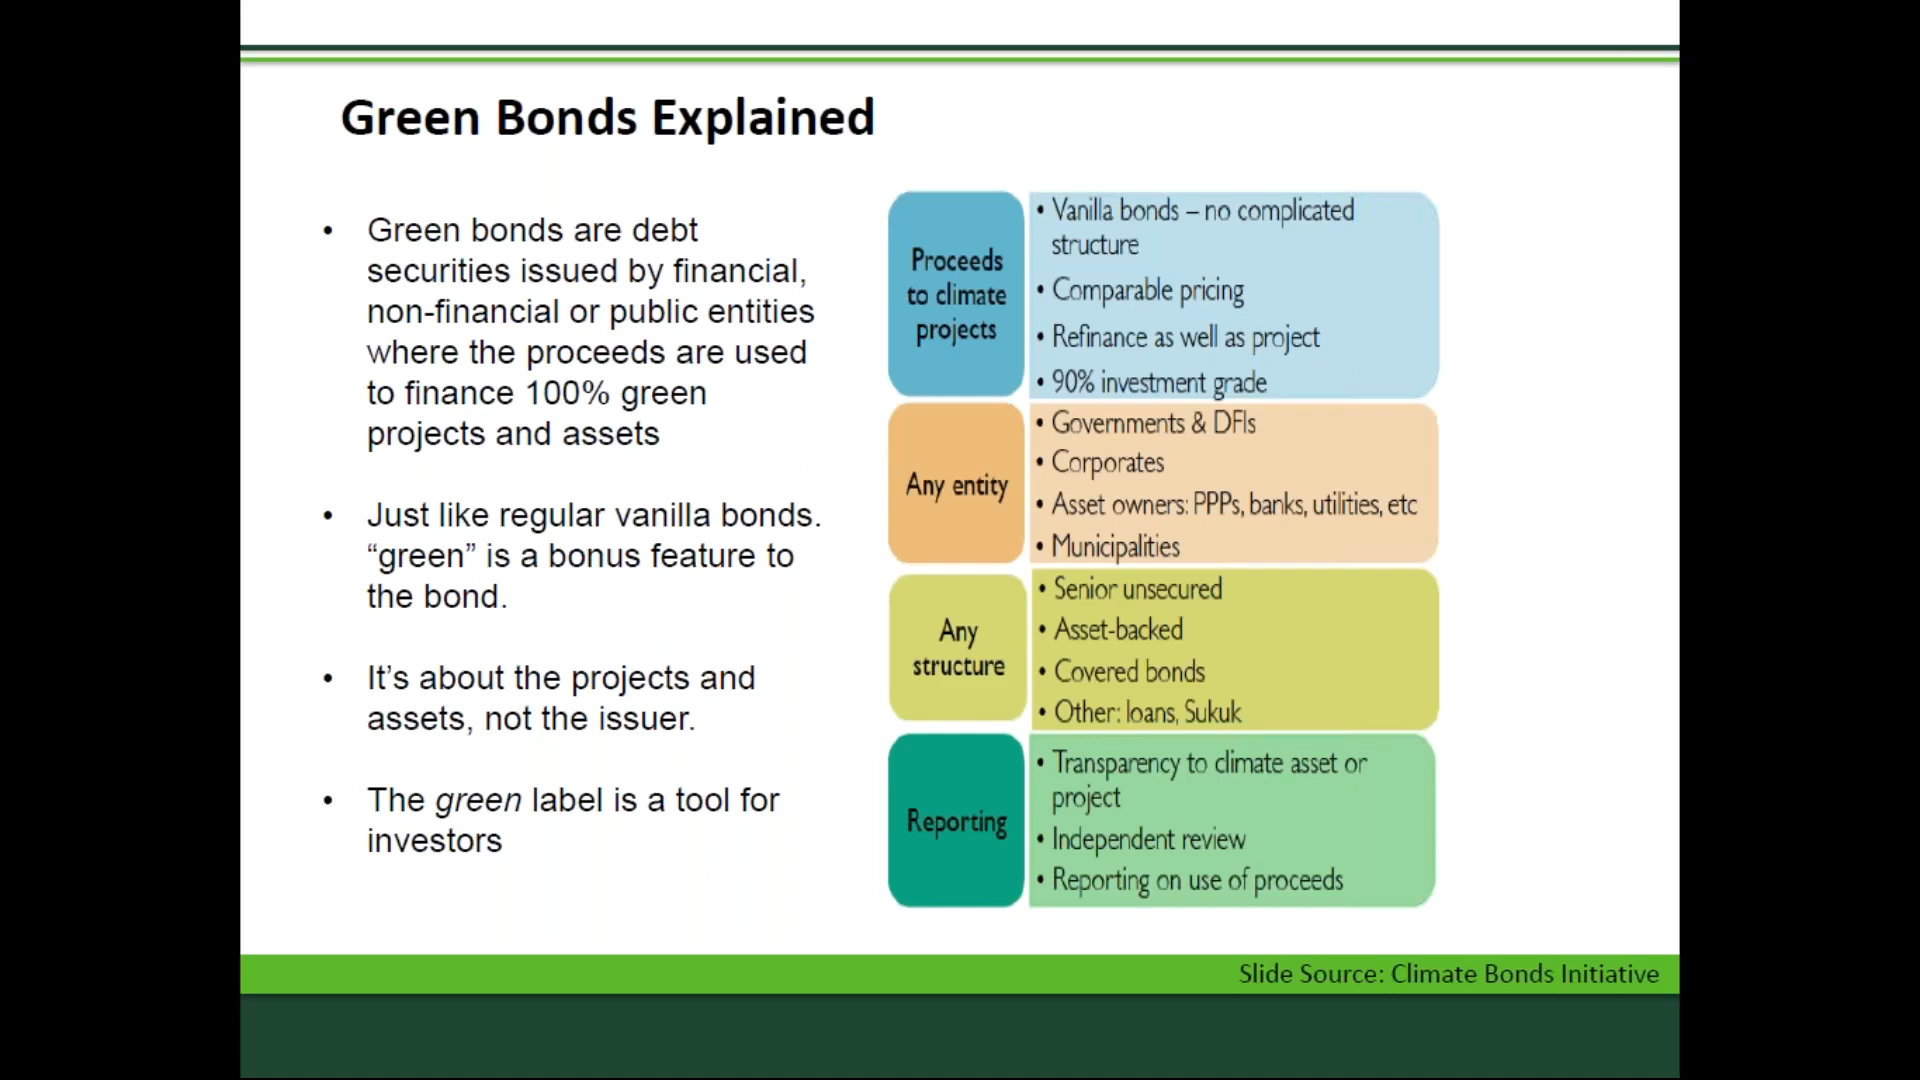 Green Bonds Explained
• Green bonds are debt
securities issued by financial,
non-financial or public entities
where the proceeds are used
to finance 100% green
projects and assets
• Just like regular vanilla bonds.
“green” is a bonus feature to
the bond.
• It’s about the projects and
assets, not the issuer.
• The green label is a tool for
investors
Proceeds
to climate
projects
• Vanilla bonds – no complicated
structure
• Comparable pricing
• Refinance as well as project
• 90% investment grade
Any entity
• Governments & DFIs
• Corporates
• Asset owners: PPPs, banks, utilities, etc
• Municipalities
Any
structure
• Senior unsecured
• Asset-backed
• Covered bonds
• Other: loans, Sukuk
Reporting
• Transparency to climate asset or
project
• Independent review
• Reporting on use of proceeds
Slide Source: Climate Bonds Initiative